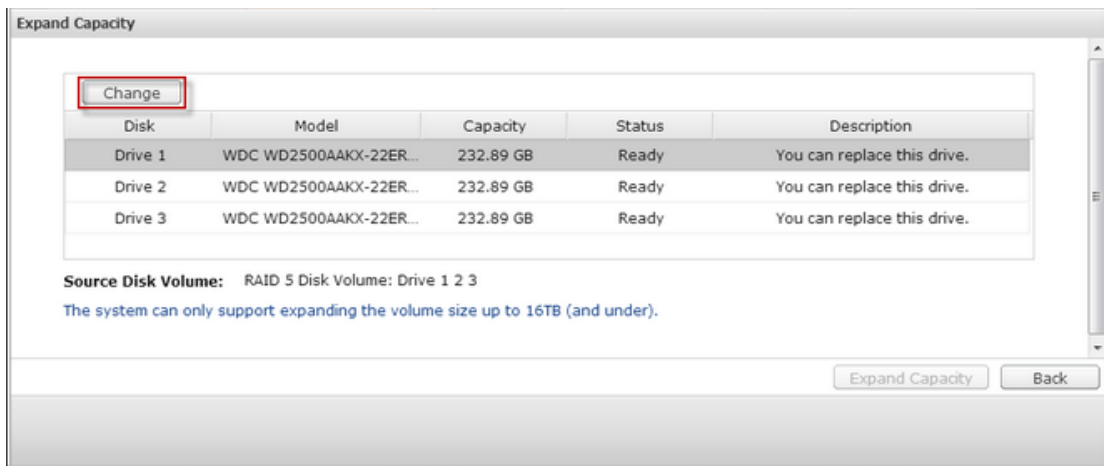 Expand Capacity
Change
Disk Model Capacity Status Description
Drive 1 WDC WD2500AAKX-22ER... 232.89 GB Ready You can replace this drive.
Drive 2 WDC WD2500AAKX-22ER... 232.89 GB Ready You can replace this drive.
Drive 3 WDC WD2500AAKX-22ER... 232.89 GB Ready You can replace this drive.
Source Disk Volume: RAID 5 Disk Volume: Drive 1 2 3
The system can only support expanding the volume size up to 16TB (and under).
Expand Capacity Back